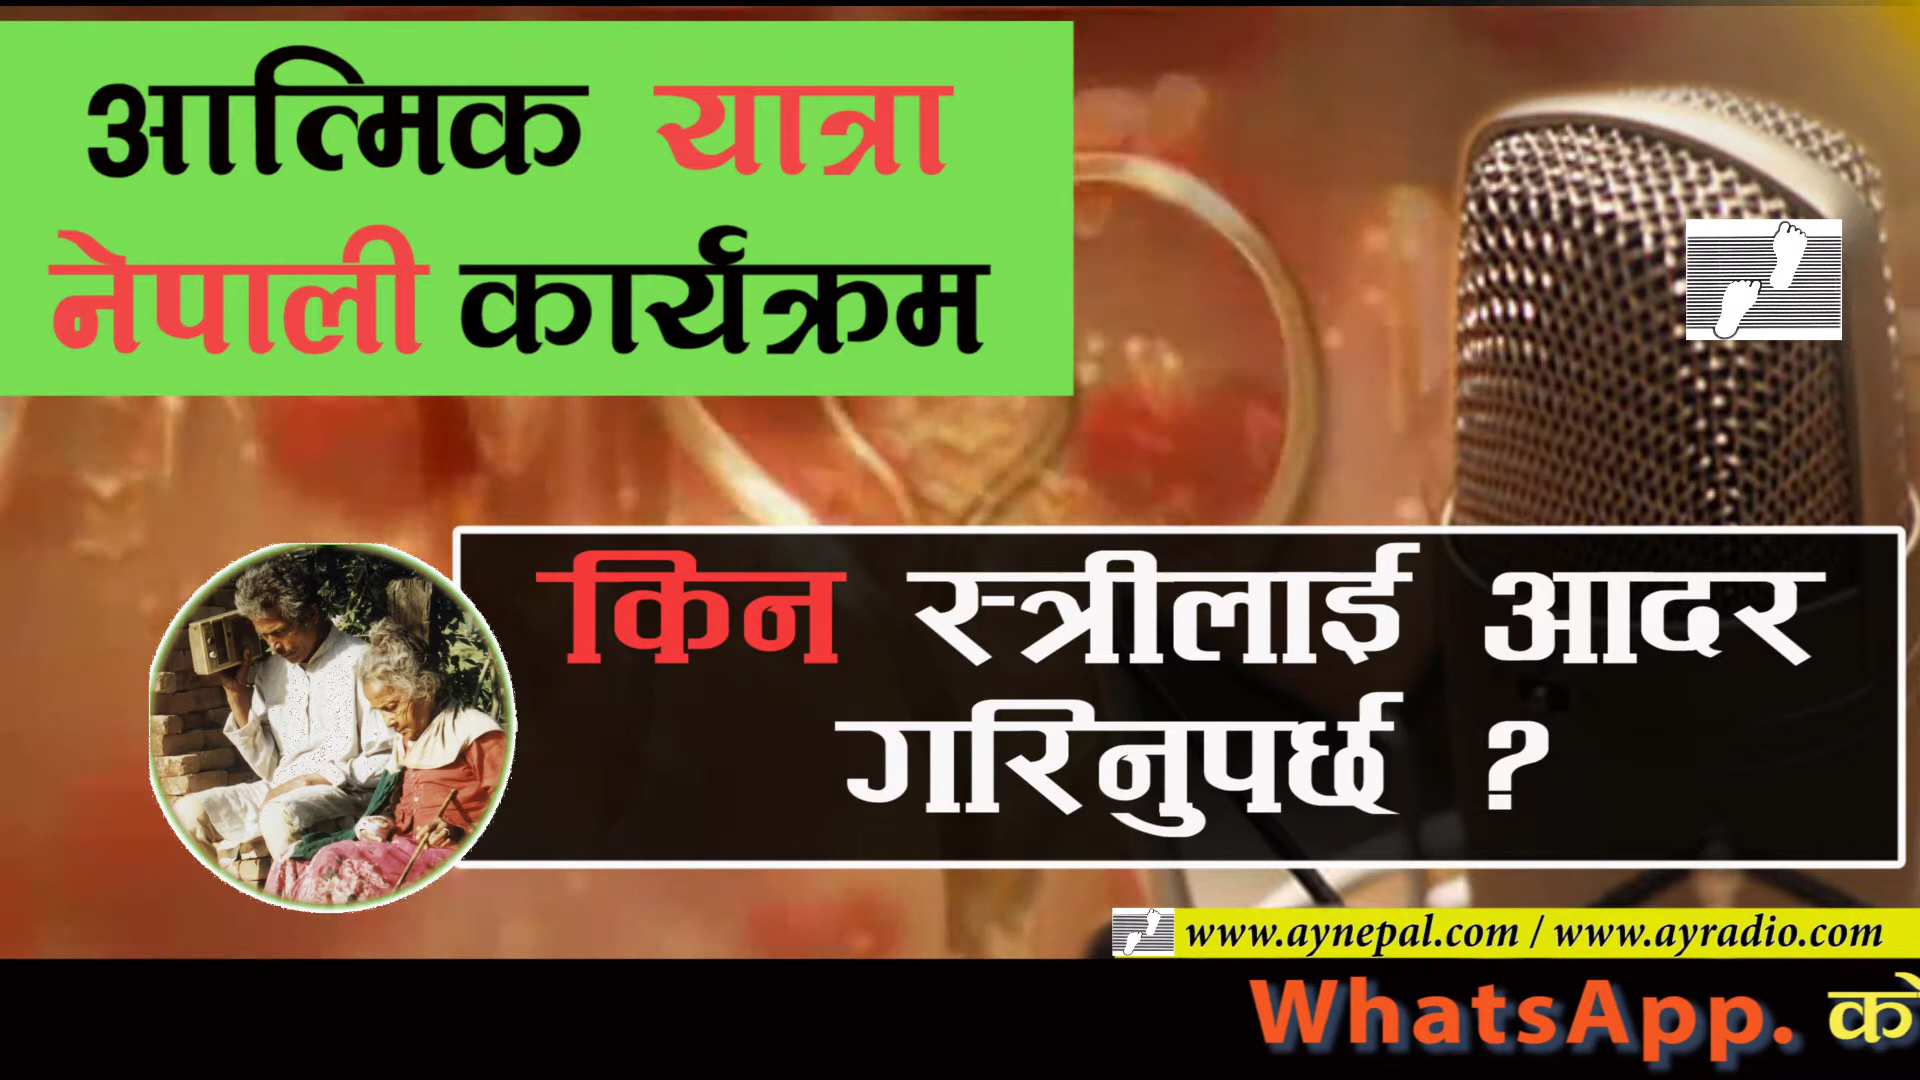 आत्मिक यात्रा
नेपाली कार्यक्रम
किन स्त्रीलाई आदर
गरिनुपर्छ ?
www.aynepal.com / www.ayradio.com
WhatsApp.